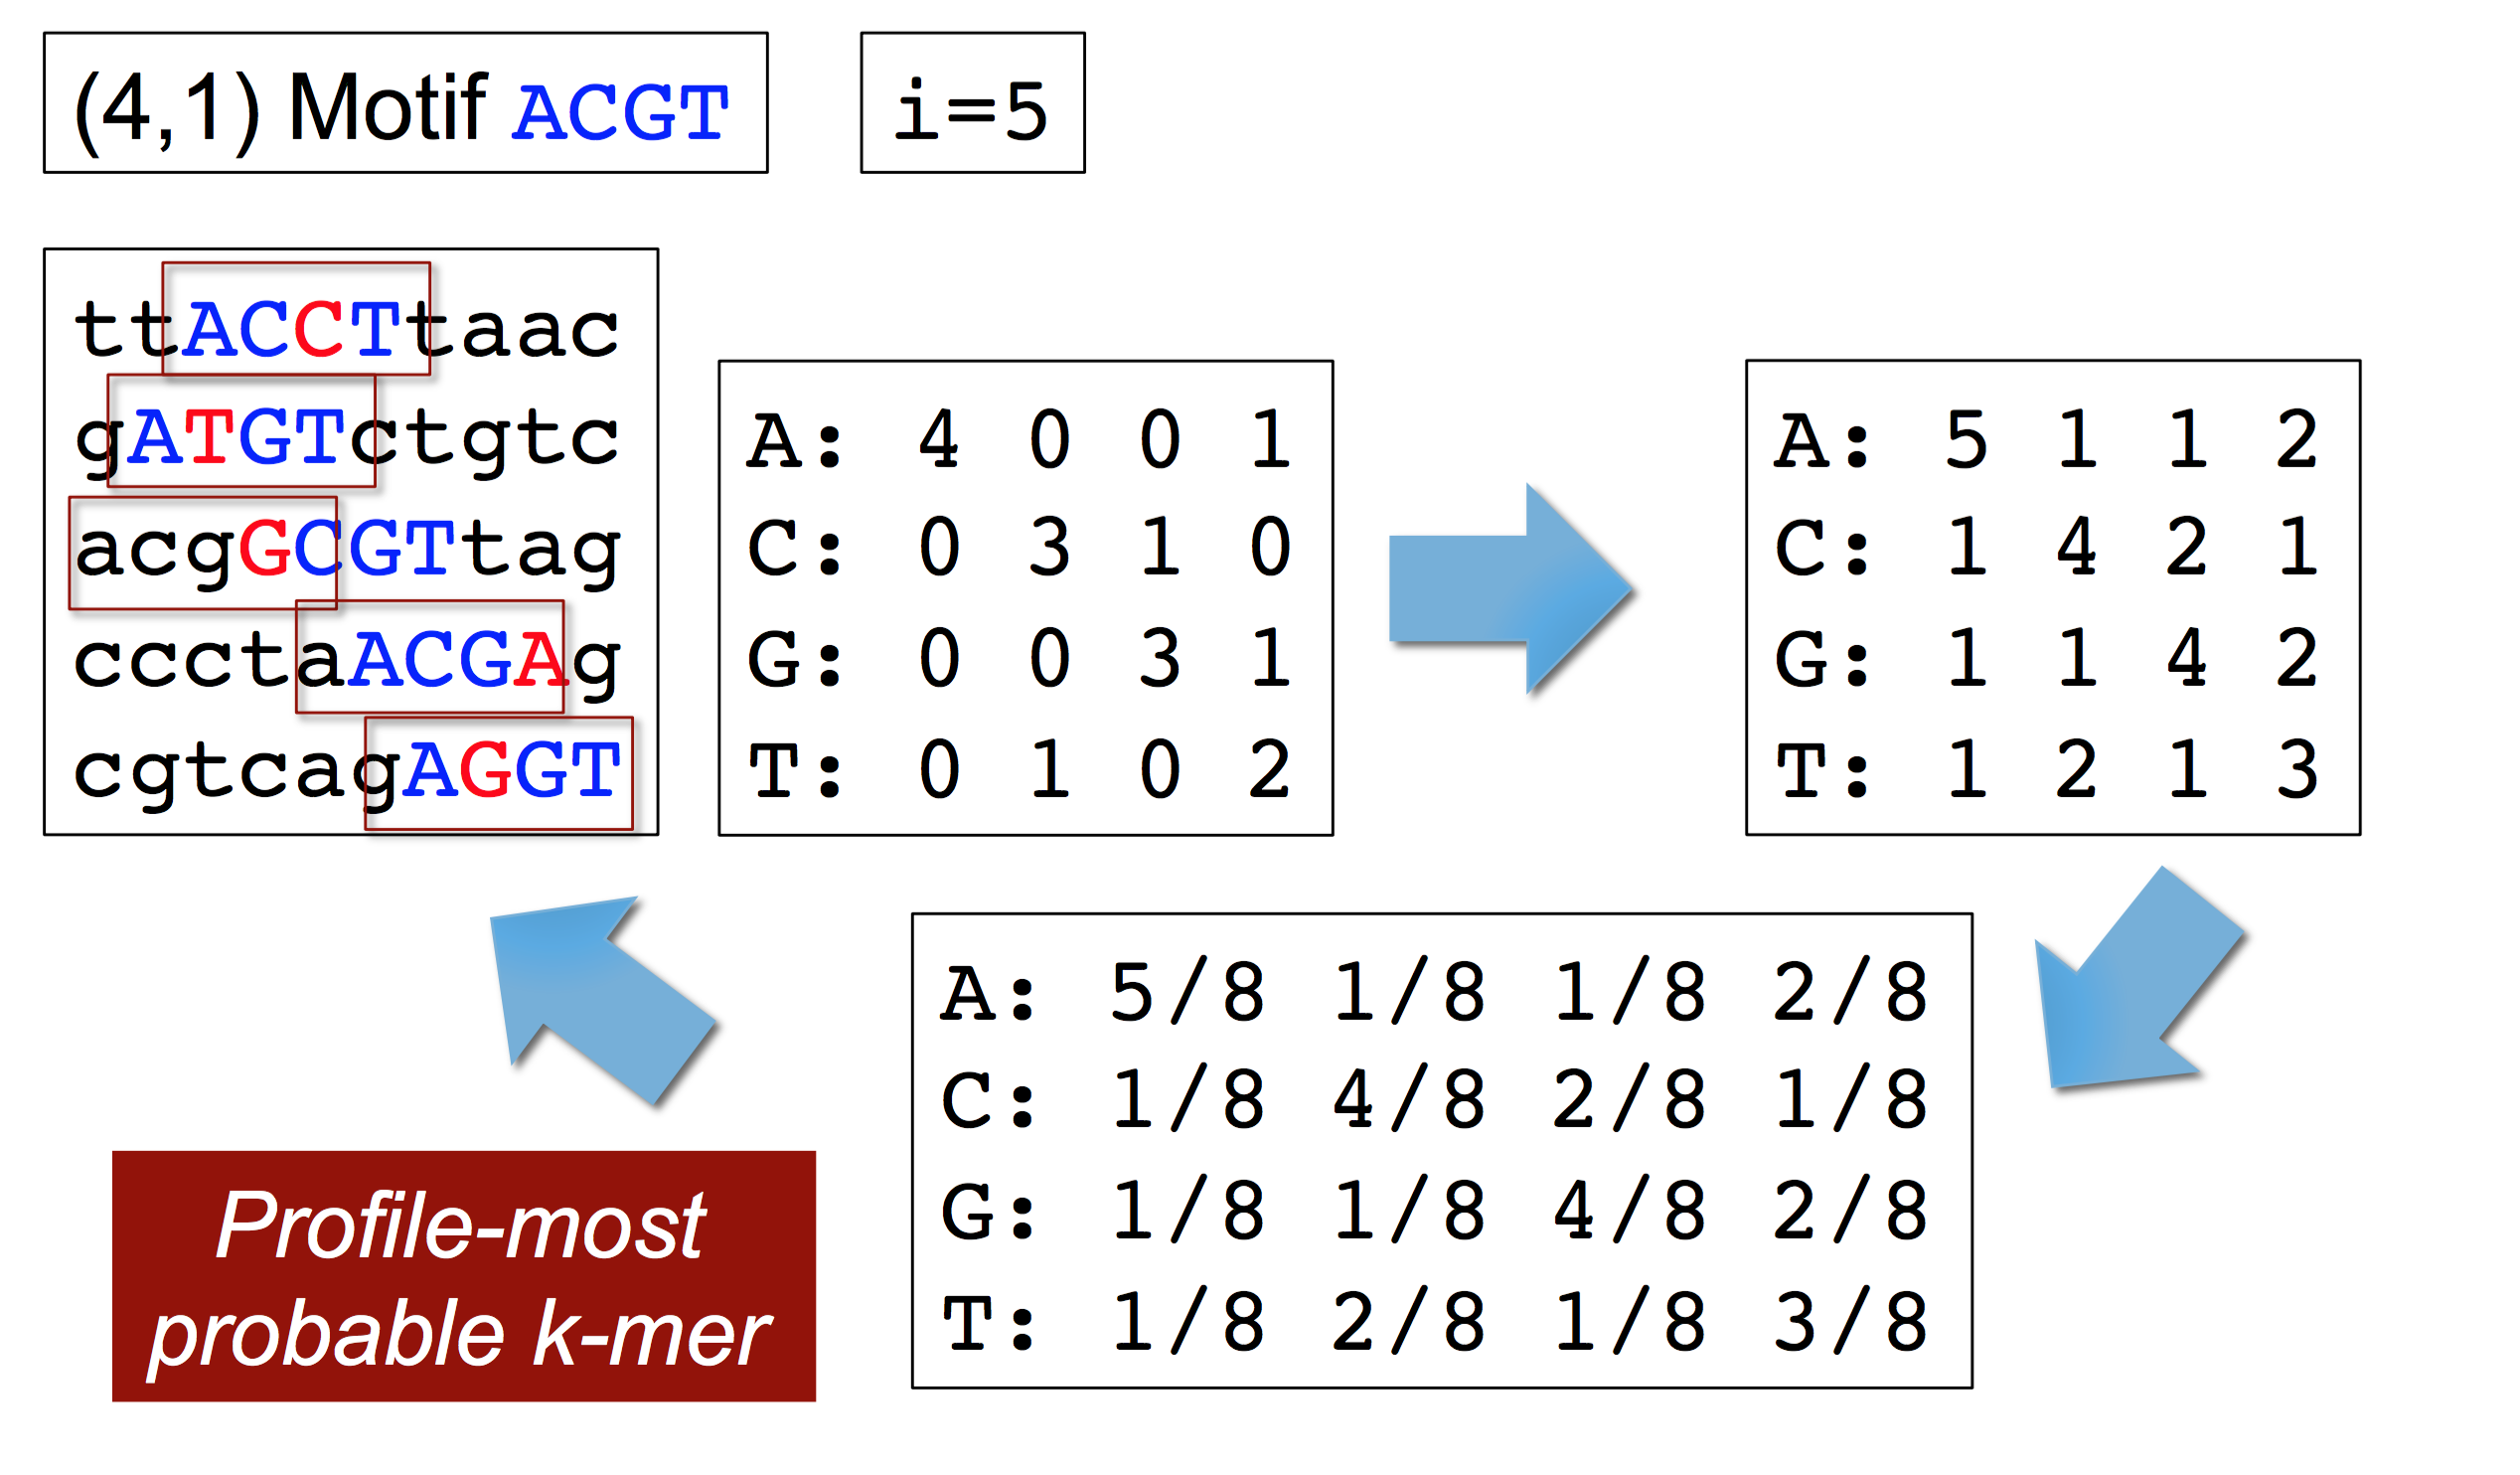 (4,1) Motif ACGT
i=5
ttACCTtaac
gATGTctgtc
acgGCGTtag
ccctaACGAg
cgtcagAGGT
A: 4 0 0 1
C: 0 3 1 0
G: 0 0 3 1
T: 0 1 0 2
A: 5 1 1 2
C: 1 4 2 1
G: 1 1 4 2
T: 1 2 1 3
A: 5/8 1/8 1/8 2/8
C: 1/8 4/8 2/8 1/8
G: 1/8 1/8 4/8 2/8
T: 1/8 2/8 1/8 3/8
Profile-most
probable k-mer